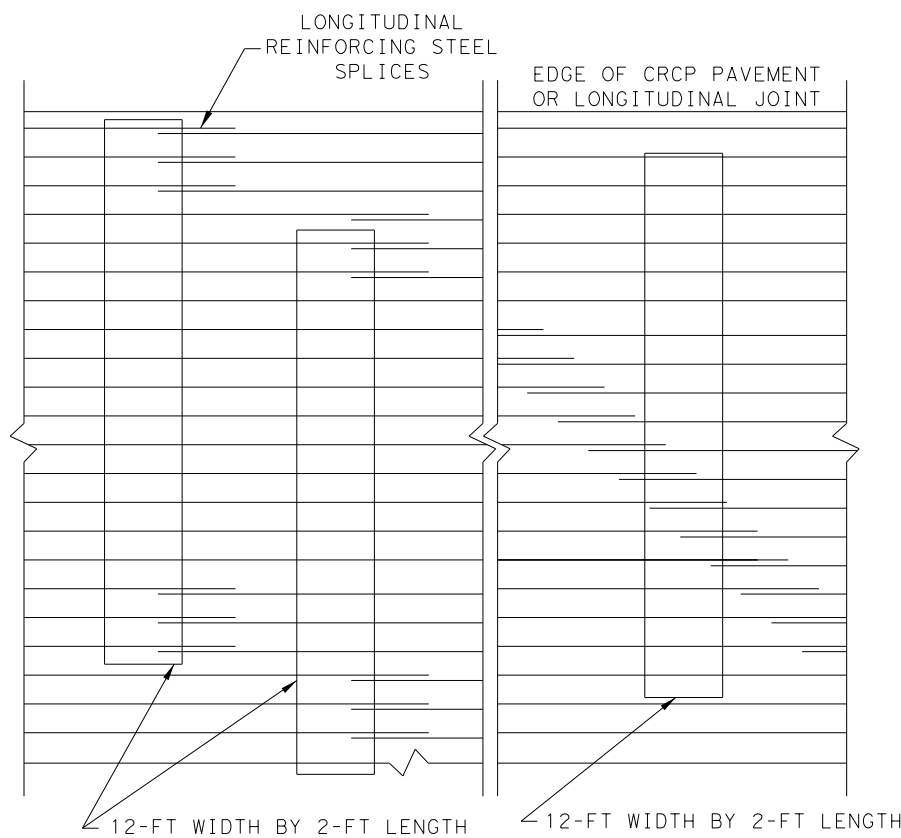 LONGITUDINAL
REINFORCING STEEL
SPLICES
EDGE OF CRCP PAVEMENT
OR LONGITUDINAL JOINT
12-FT WIDTH BY 2-FT LENGTH
12-FT WIDTH BY 2-FT LENGTH